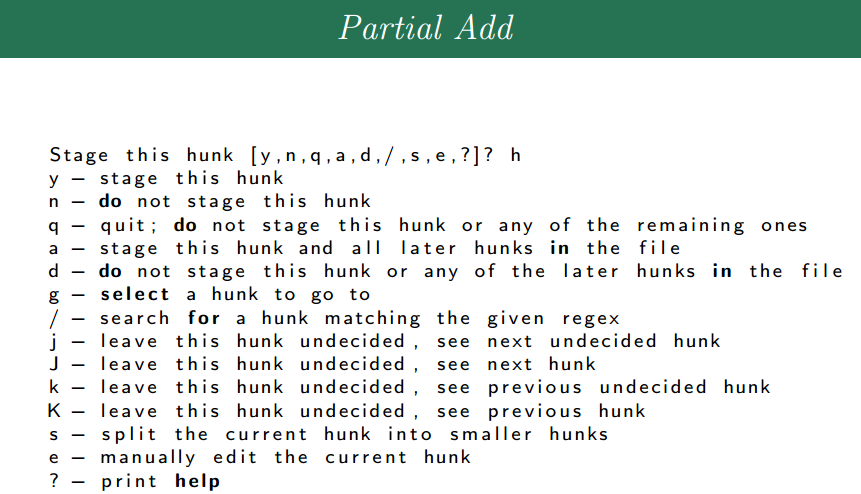 Partial Add
Stage this hunk [y,n,q,a,d,/,s,e,?]? h
y – stage this hunk
n – do not stage this hunk
q – quit; do not stage this hunk or any of the remaining ones
a – stage this hunk and all later hunks in the file
d – do not stage this hunk or any of the later hunks in the file
g – select a hunk to go to
/ – search for a hunk matching the given regex
j – leave this hunk undecided, see next undecided hunk
J – leave this hunk undecided, see next hunk
k – leave this hunk undecided, see previous undecided hunk
K – leave this hunk undecided, see previous hunk
s – split the current hunk into smaller hunks
e – manually edit the current hunk
? – print help